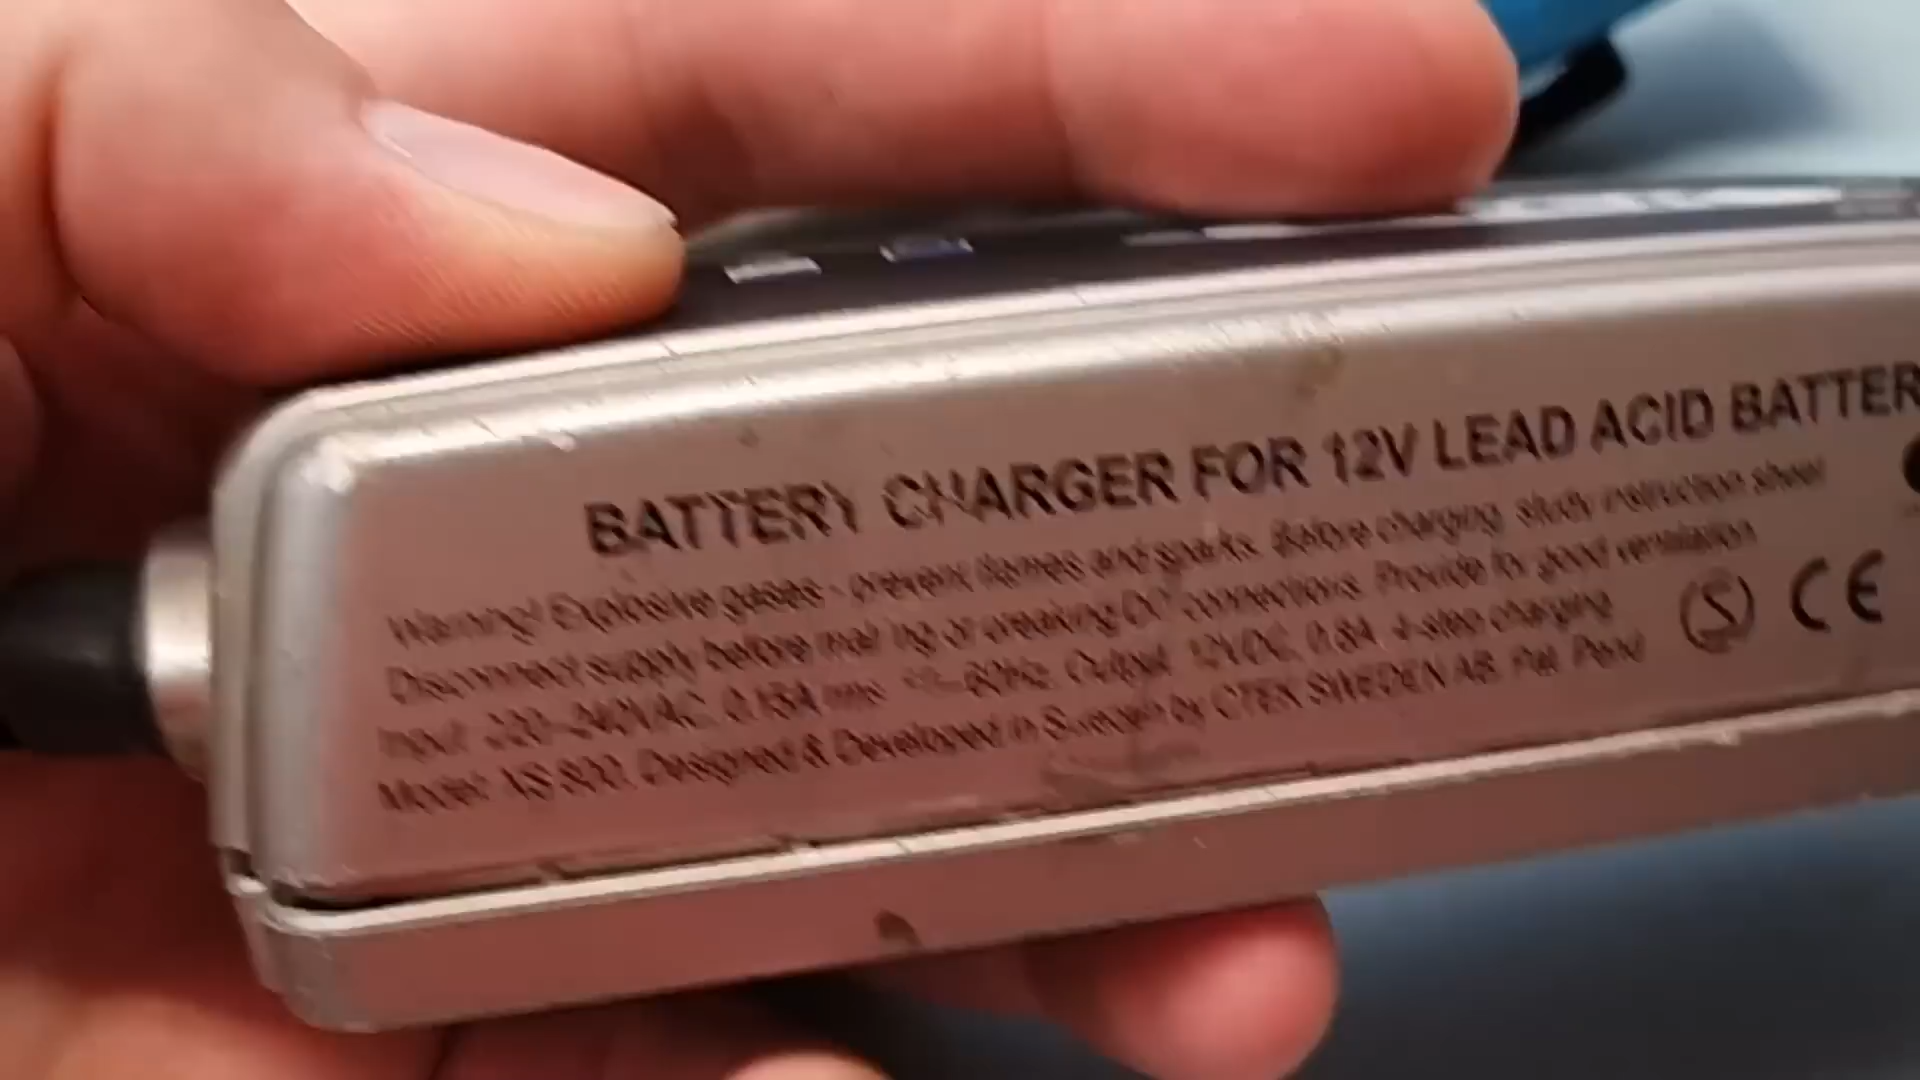 BATTERY CHARGER FOR 12V LEAD ACID BATTER
Warning! Explosive gases - prevent flames and sparks. Before charging, study instruction sheet
Disconnect supply before making or breaking DC connections. Provide for good ventilation
Input: 220-240VAC, 0.15A rms 60Hz. Output: 12VDC, 0.8A, 4-step charging
Model: XS 800. Designed & Developed in Sweden by CTEK SWEDEN AB. Pat. Pend
S CE